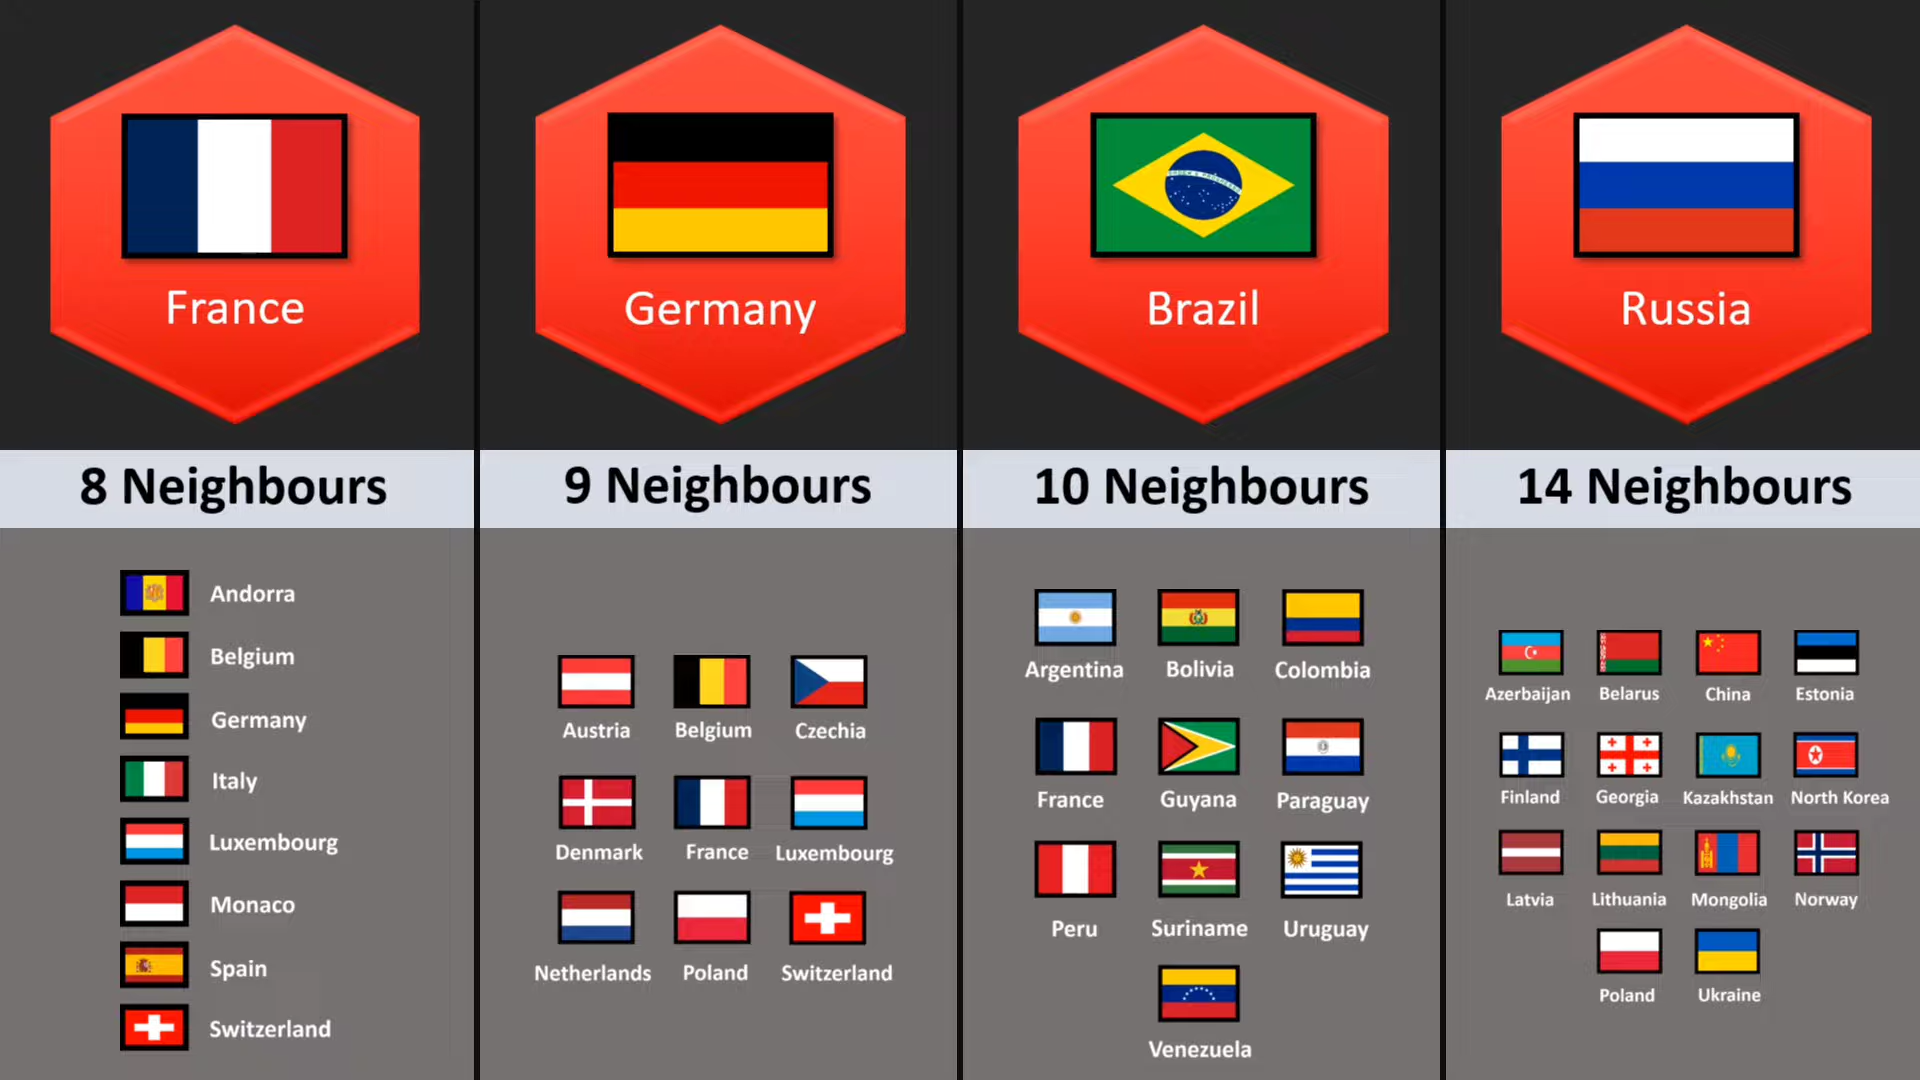 France
8 Neighbours
Andorra
Belgium
Germany
Italy
Luxembourg
Monaco
Spain
Switzerland
Germany
9 Neighbours
Austria Belgium Czechia
Denmark France Luxembourg
Netherlands Poland Switzerland
Brazil
10 Neighbours
Argentina Bolivia Colombia
France Guyana Paraguay
Peru Suriname Uruguay
Venezuela
Russia
14 Neighbours
Azerbaijan Belarus China Estonia
Finland Georgia Kazakhstan North Korea
Latvia Lithuania Mongolia Norway
Poland Ukraine